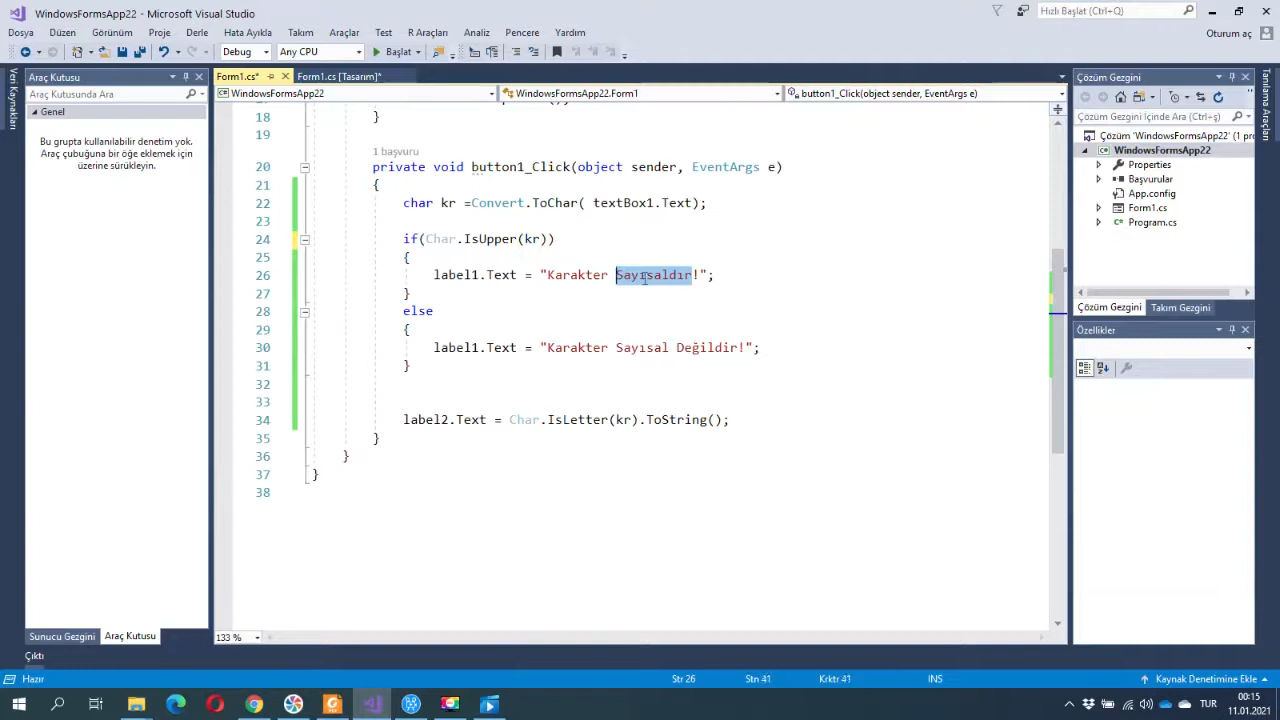 WindowsFormsApp22 - Microsoft Visual Studio
Hızlı Başlat (Ctrl+Q)
Dosya Düzen Görünüm Proje Derle Hata Ayıkla Takım Araçlar Test R Araçları Analiz Pencere Yardım
Oturum aç
Debug Any CPU Başlat
Veri Kaynakları
Araç Kutusu
Araç Kutusunda Ara
Genel
Bu grupta kullanılabilir denetim yok.
Araç çubuğuna bir öğe eklemek için
üzerine sürükleyin.
Sunucu Gezgini Araç Kutusu
Form1.cs* Form1.cs [Tasarım]*
WindowsFormsApp22 WindowsFormsApp22.Form1 button1_Click(object sender, EventArgs e)
18 }
19
1 başvuru
20 private void button1_Click(object sender, EventArgs e)
21 {
22 char kr =Convert.ToChar( textBox1.Text);
23
24 if(Char.IsUpper(kr))
25 {
26 label1.Text = "Karakter Sayısaldır!";
27 }
28 else
29 {
30 label1.Text = "Karakter Sayısal Değildir!";
31 }
32
33
34 label2.Text = Char.IsLetter(kr).ToString();
35 }
36 }
37 }
38
133 %
Çözüm Gezgini
Çözüm Gezgini İçinde Ara (Ctrl+ş)
Çözüm 'WindowsFormsApp22' (1 pro
WindowsFormsApp22
Properties
Başvurular
App.config
Form1.cs
Program.cs
Çözüm Gezgini Takım Gezgini
Özellikler
Tanılama Araçları
Çıktı
Hazır Str 26 Stn 41 Krktr 41 INS Kaynak Denetimine Ekle
TUR 00:15
11.01.2021